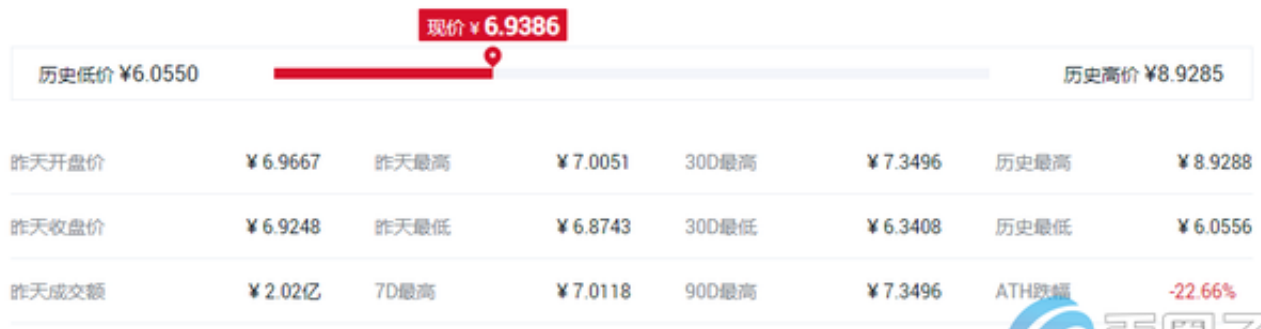 现价 ¥ 6.9386
历史低价 ¥6.0550 历史高价 ¥8.9285
昨天开盘价 ¥ 6.9667 昨天最高 ¥ 7.0051 30D最高 ¥ 7.3496 历史最高 ¥ 8.9288
昨天收盘价 ¥ 6.9248 昨天最低 ¥ 6.8743 30D最低 ¥ 6.3408 历史最低 ¥ 6.0556
昨天成交额 ¥ 2.02亿 7D最高 ¥ 7.0118 90D最高 ¥ 7.3496 ATH跌幅 -22.66%